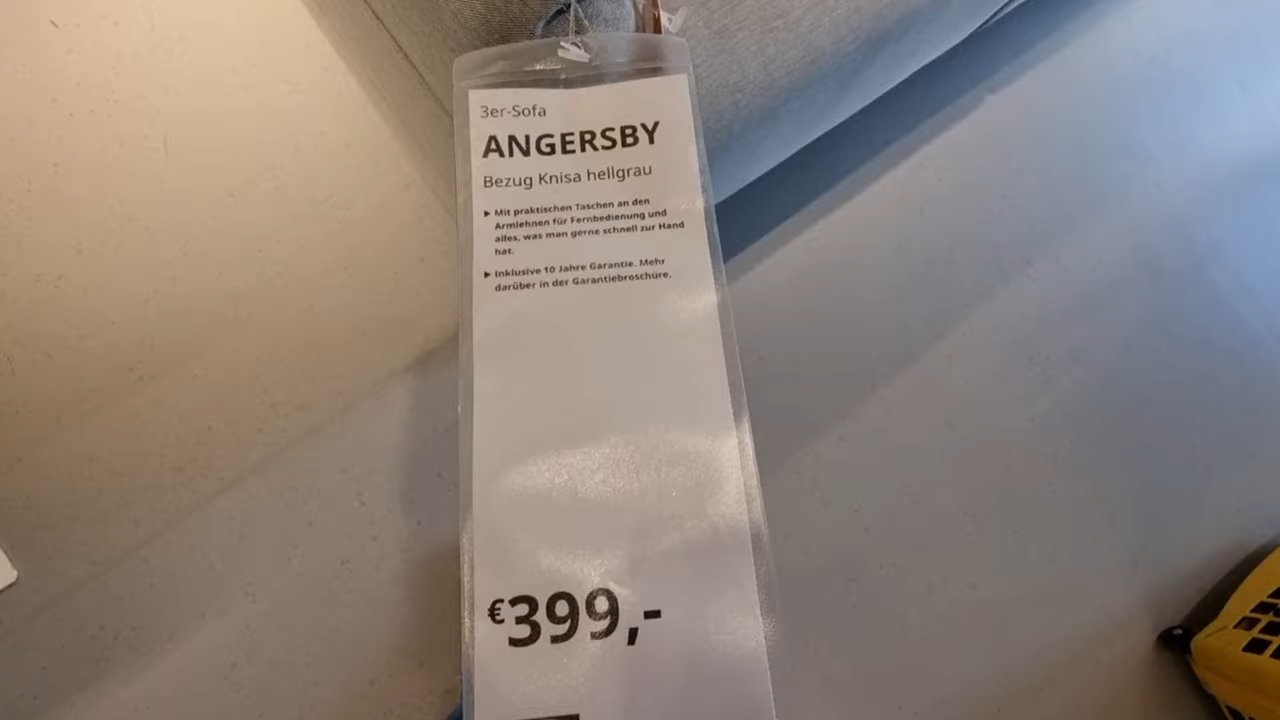 3er-Sofa
ANGERSBY
Bezug Knisa hellgrau
▶ Mit praktischen Taschen an den
Armlehnen für Fernbedienung und
alles, was man gerne schnell zur Hand
hat.
▶ Inklusive 10 Jahre Garantie. Mehr
darüber in der Garantiebroschüre.
€399,-